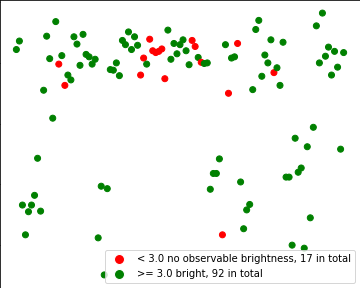 < 3.0 no observable brightness, 17 in total
>= 3.0 bright, 92 in total